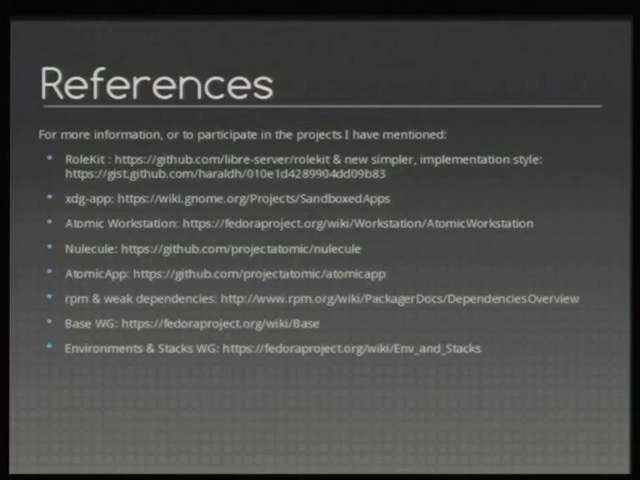 References
For more information, or to participate in the projects I have mentioned:
RoleKit : https://github.com/libre-server/rolekit & new simpler, implementation style:
https://gist.github.com/haraldh/010e1d4289904dd09b83
xdg-app: https://wiki.gnome.org/Projects/SandboxedApps
Atomic Workstation: https://fedoraproject.org/wiki/Workstation/AtomicWorkstation
Nulecule: https://github.com/projectatomic/nulecule
AtomicApp: https://github.com/projectatomic/atomicapp
rpm & weak dependencies: http://www.rpm.org/wiki/PackagerDocs/DependenciesOverview
Base WG: https://fedoraproject.org/wiki/Base
Environments & Stacks WG: https://fedoraproject.org/wiki/Env_and_Stacks